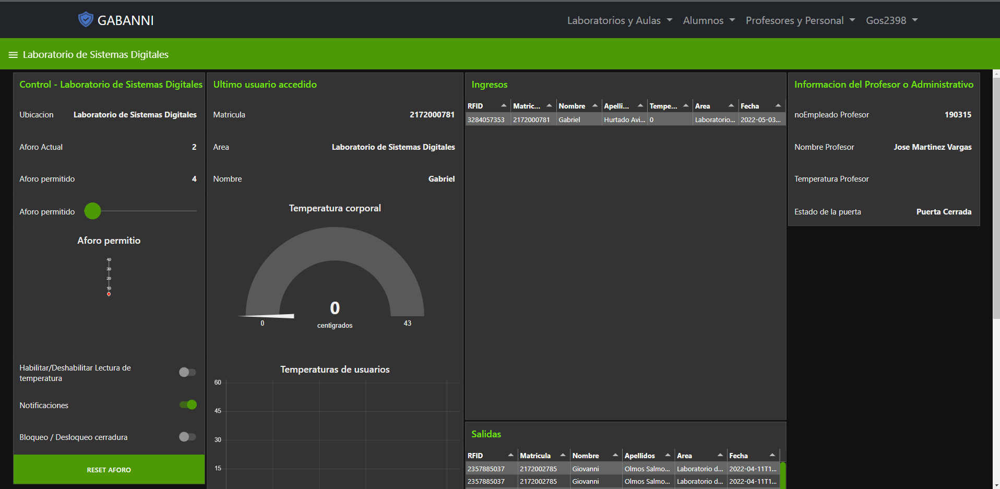 GABANNI
Laboratorios y Aulas
Alumnos
Profesores y Personal
Gos2398
Laboratorio de Sistemas Digitales
Control - Laboratorio de Sistemas Digitales
Ubicacion Laboratorio de Sistemas Digitales
Aforo Actual 2
Aforo permitido 4
Aforo permitido
Aforo permitio
40
30
20
10
Habilitar/Deshabilitar Lectura de
temperatura
Notificaciones
Bloqueo / Desloqueo cerradura
RESET AFORO
Ultimo usuario accedido
Matricula 2172000781
Area Laboratorio de Sistemas Digitales
Nombre Gabriel
Temperatura corporal
0
centigrados
0 43
Temperaturas de usuarios
60
45
30
15
Ingresos
RFID Matric... Nombre Apelli... Tempe... Area Fecha
3284057353 2172000781 Gabriel Hurtado Avi... 0 Laboratorio... 2022-05-03...
Salidas
RFID Matricula Nombre Apellidos Area Fecha
2357885037 2172002785 Giovanni Olmos Salmo... Laboratorio d... 2022-04-11T1...
2357885037 2172002785 Giovanni Olmos Salmo... Laboratorio d... 2022-04-11T1...
Informacion del Profesor o Administrativo
noEmpleado Profesor 190315
Nombre Profesor Jose Martinez Vargas
Temperatura Profesor
Estado de la puerta Puerta Cerrada